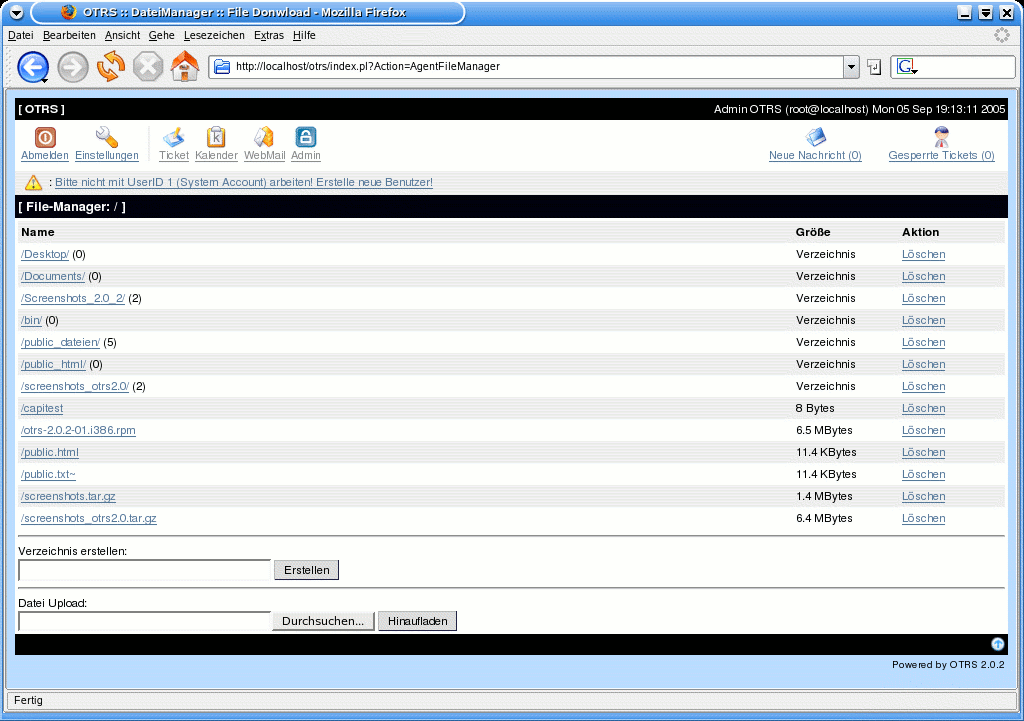 OTRS :: DateiManager :: File Donwload - Mozilla Firefox
Datei Bearbeiten Ansicht Gehe Lesezeichen Extras Hilfe
http://localhost/otrs/index.pl?Action=AgentFileManager
G
[ OTRS ] Admin OTRS (root@localhost) Mon 05 Sep 19:13:11 2005
Abmelden Einstellungen Ticket Kalender WebMail Admin Neue Nachricht (0) Gesperrte Tickets (0)
: Bitte nicht mit UserID 1 (System Account) arbeiten! Erstelle neue Benutzer!
[ File-Manager: / ]
Name Größe Aktion
/Desktop/ (0) Verzeichnis Löschen
/Documents/ (0) Verzeichnis Löschen
/Screenshots_2.0_2/ (2) Verzeichnis Löschen
/bin/ (0) Verzeichnis Löschen
/public_dateien/ (5) Verzeichnis Löschen
/public_html/ (0) Verzeichnis Löschen
/screenshots_otrs2.0/ (2) Verzeichnis Löschen
/capitest 8 Bytes Löschen
/otrs-2.0.2-01.i386.rpm 6.5 MBytes Löschen
/public.html 11.4 KBytes Löschen
/public.txt~ 11.4 KBytes Löschen
/screenshots.tar.gz 1.4 MBytes Löschen
/screenshots_otrs2.0.tar.gz 6.4 MBytes Löschen
Verzeichnis erstellen:
Erstellen
Datei Upload:
Durchsuchen... Hinaufladen
Powered by OTRS 2.0.2
Fertig